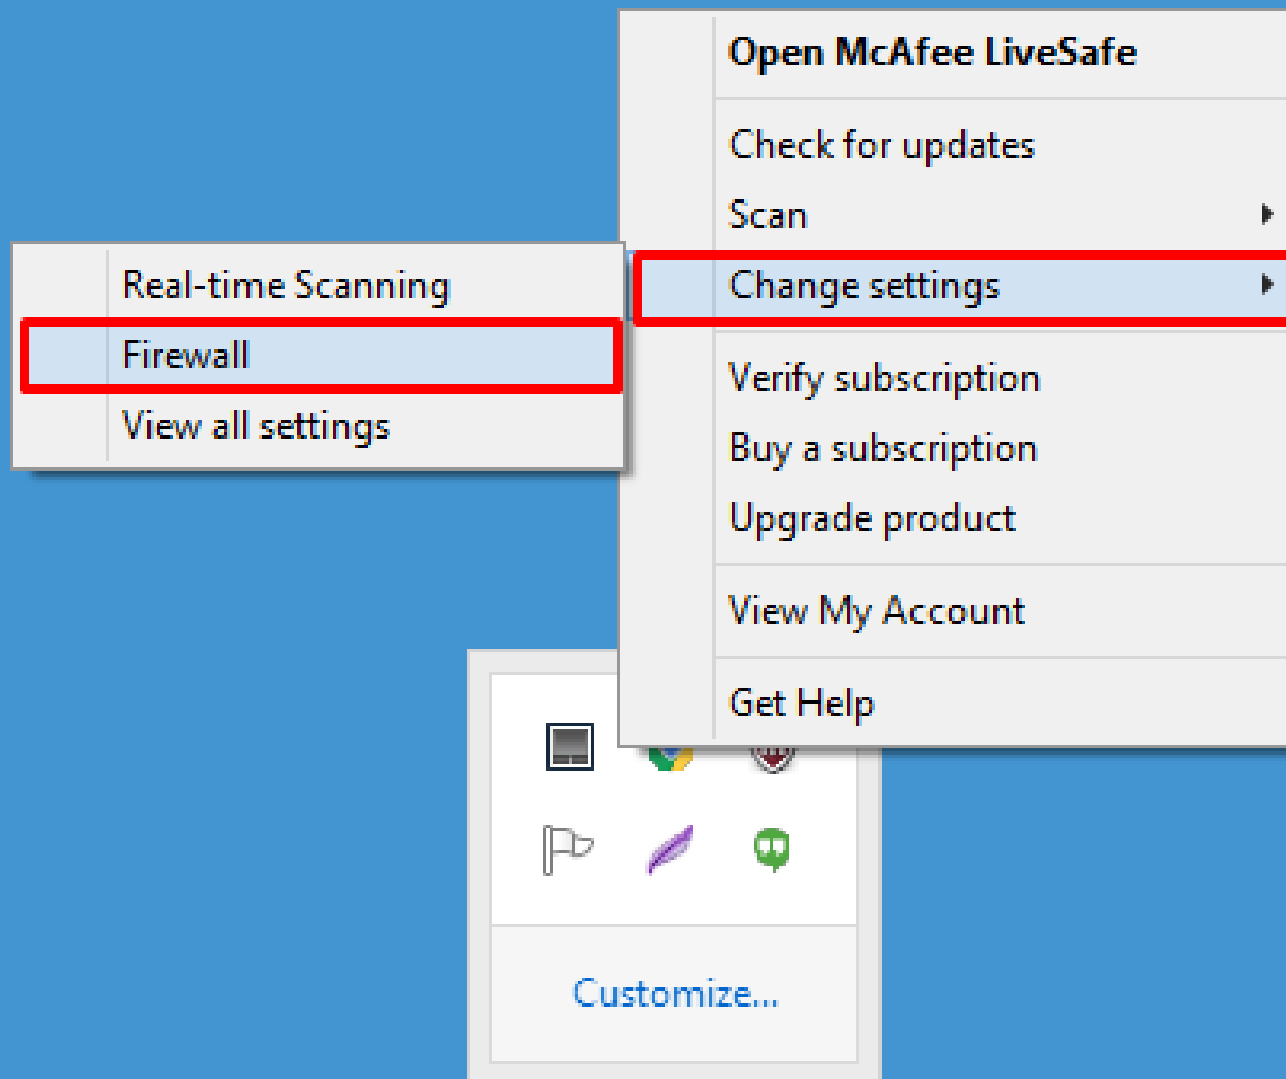 Open McAfee LiveSafe
Check for updates
Scan
Change settings
Real-time Scanning
Firewall
View all settings
Verify subscription
Buy a subscription
Upgrade product
View My Account
Get Help
Customize...